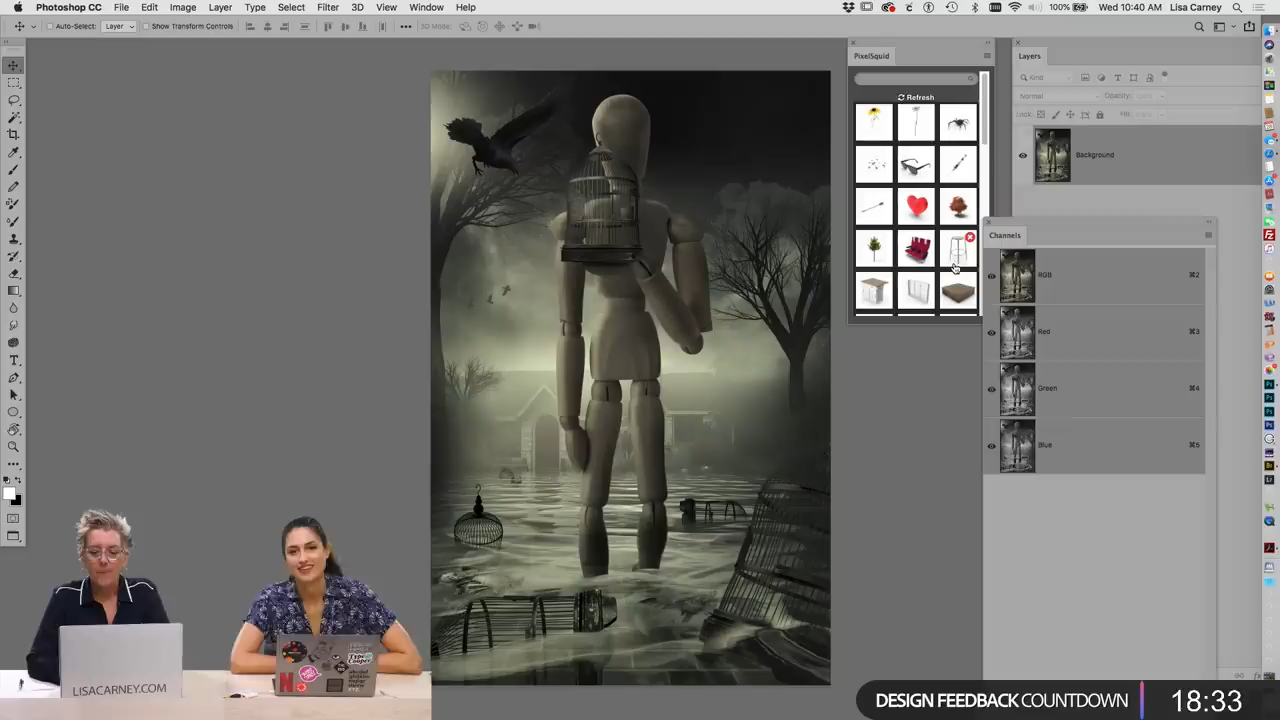 Photoshop CC File Edit Image Layer Type Select Filter 3D View Window Help
100% Wed 10:40 AM Lisa Carney
Auto-Select: Layer Show Transform Controls 3D Mode:
PixelSquid
Refresh
Layers
Kind
Normal Opacity:
Lock: Fill:
Background
Channels
RGB ⌘2
Red ⌘3
Green ⌘4
Blue ⌘5
LISACARNEY.COM
DESIGN FEEDBACK COUNTDOWN 18:33